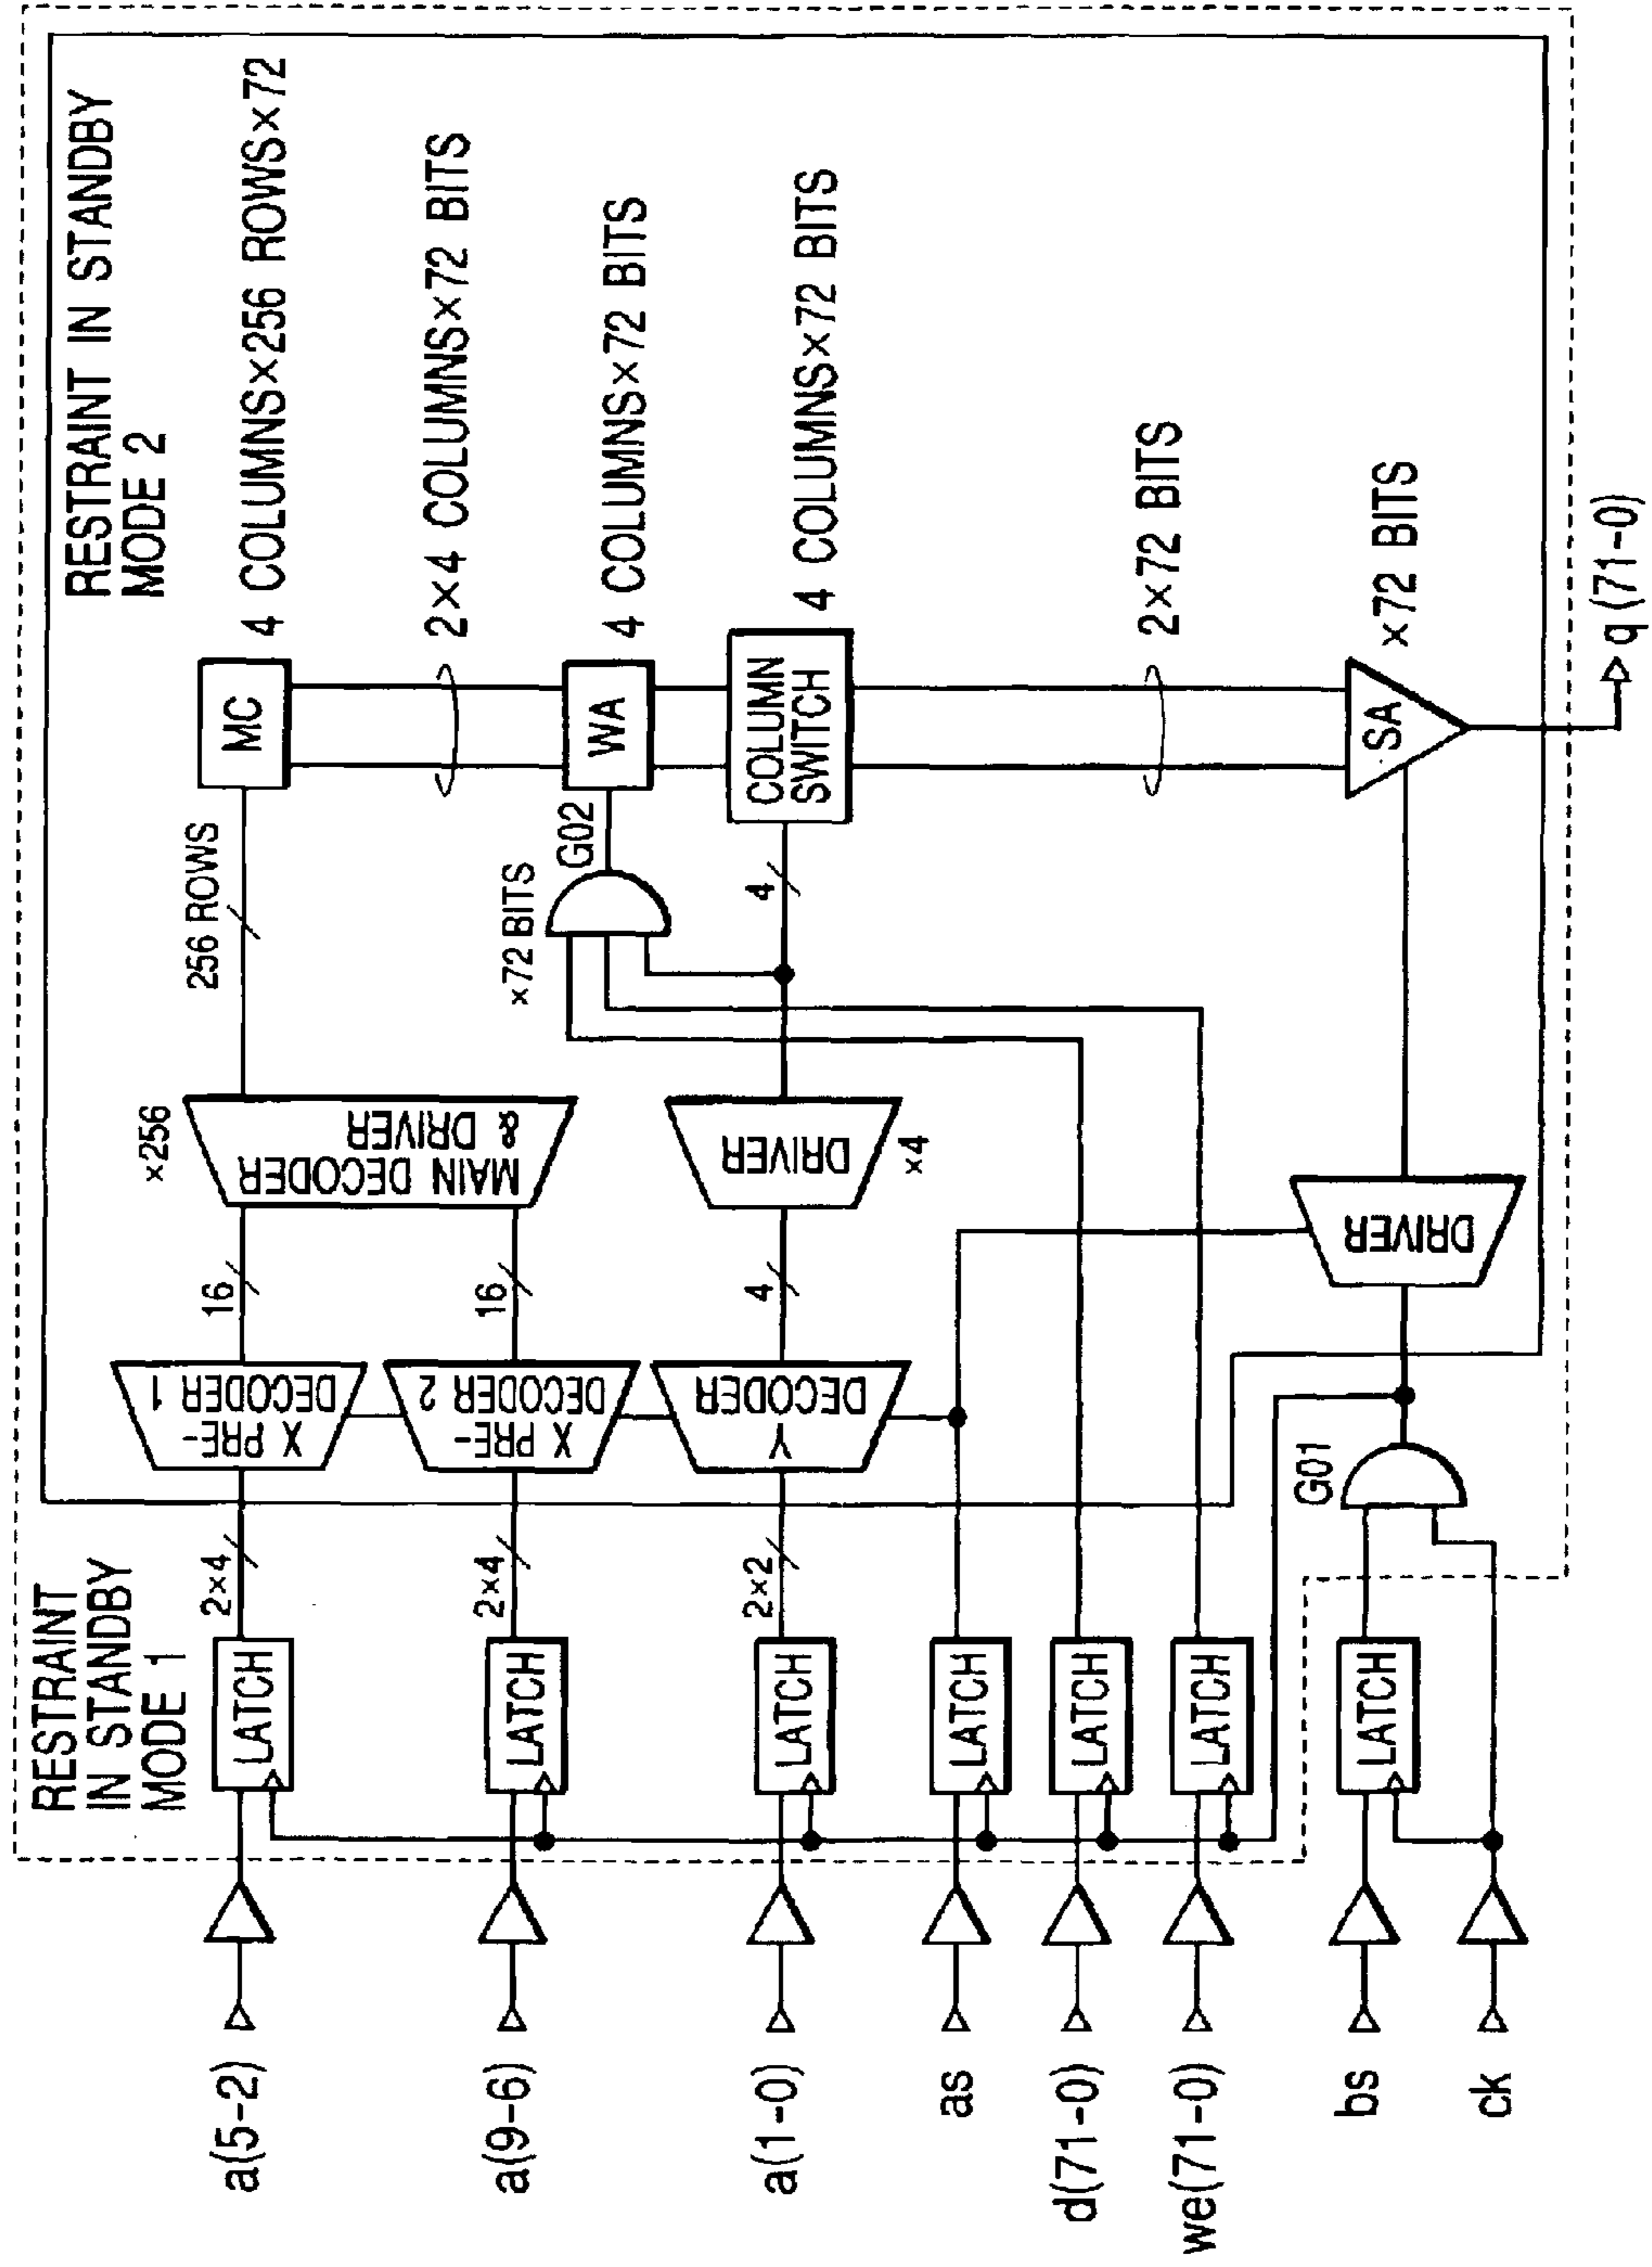 RESTRAINT
IN STANDBY
MODE 1
RESTRAINT IN STANDBY
MODE 2
a(5-2)
LATCH
2×4
X PRE-
DECODER 1
16
×256
MAIN DECODER
& DRIVER
256 ROWS
MC
4 COLUMNS×256 ROWS×72
2×4 COLUMNS×72 BITS
a(9-6)
LATCH
2×4
X PRE-
DECODER 2
16
×72 BITS
G02
WA
4 COLUMNS×72 BITS
a(1-0)
LATCH
2×2
Y
DECODER
4
DRIVER
×4
4
COLUMN
SWITCH
4 COLUMNS×72 BITS
as
LATCH
d(71-0)
LATCH
we(71-0)
LATCH
2×72 BITS
bs
LATCH
G01
DRIVER
SA
×72 BITS
ck
q(71-0)